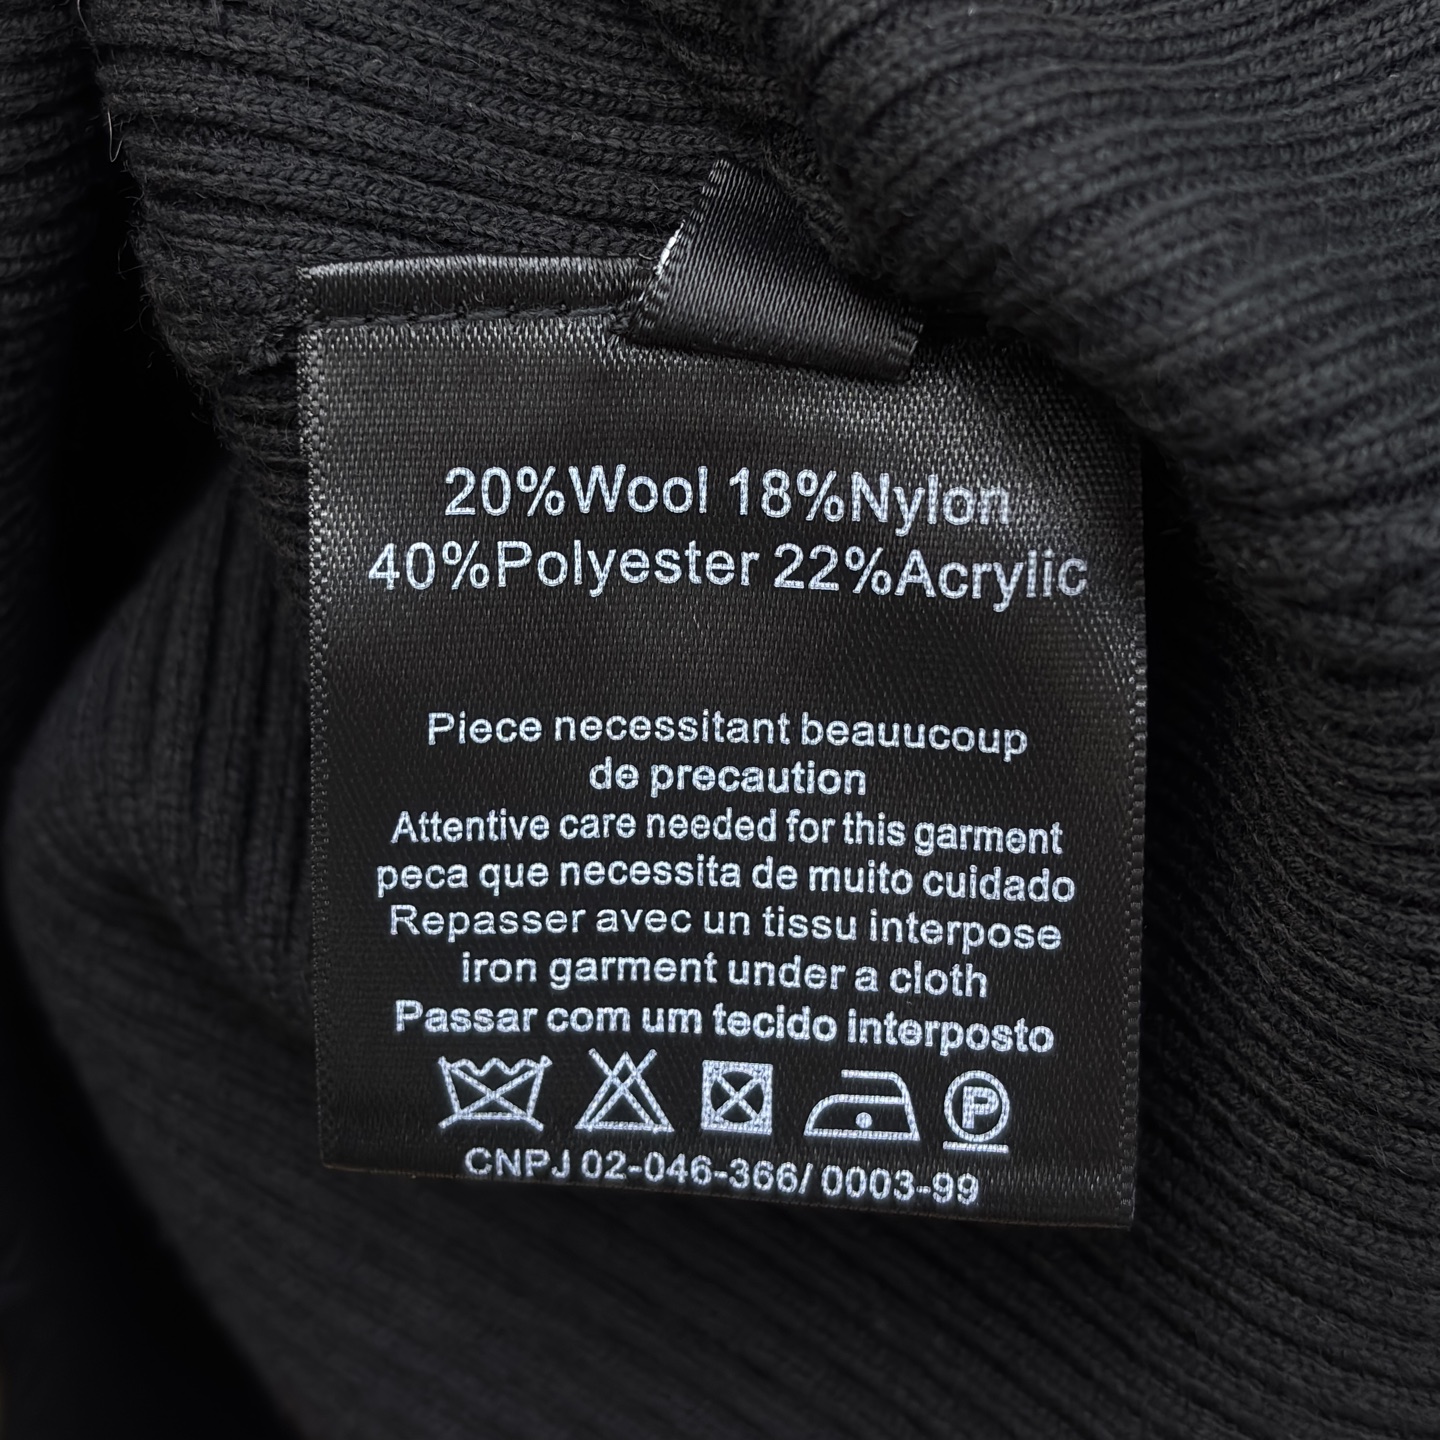 20%Wool 18%Nylon
40%Polyester 22%Acrylic
Piece necessitant beauucoup
de precaution
Attentive care needed for this garment
peca que necessita de muito cuidado
Repasser avec un tissu interpose
iron garment under a cloth
Passar com um tecido interposto
P
CNPJ 02-046-366/ 0003-99